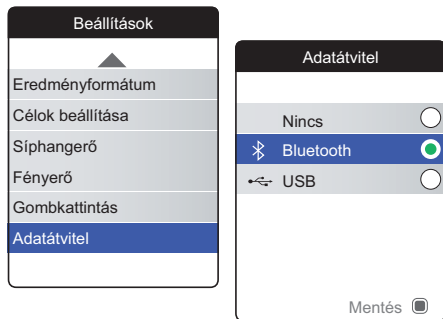 Beállítások
Eredményformátum
Célok beállítása
Síphangerő
Fényerő
Gombkattintás
Adatátvitel
Adatátvitel
Nincs
Bluetooth
USB
Mentés